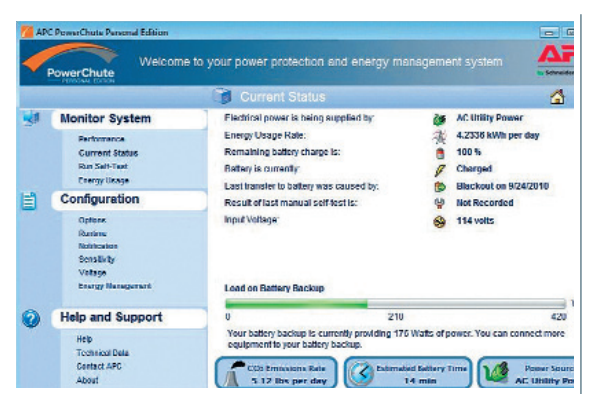 APC PowerChute Personal Edition
Welcome to your power protection and energy management system
PowerChute
PERSONAL EDITION
Current Status
Monitor System
Performance
Current Status
Run Self-Test
Energy Usage
Configuration
Options
Runtime
Notification
Sensitivity
Voltage
Energy Management
Help and Support
Help
Technical Data
Contact APC
About
Electrical power is being supplied by: AC Utility Power
Energy Usage Rate: 4.2336 kWh per day
Remaining battery charge is: 100 %
Battery is currently: Charged
Last transfer to battery was caused by: Blackout on 9/24/2010
Result of last manual self-test is: Not Recorded
Input Voltage: 114 volts
Load on Battery Backup
0 210 420
Your battery backup is currently providing 176 Watts of power. You can connect more
equipment to your battery backup.
CO2 Emissions Rate
5.12 lbs per day
Estimated Battery Time
14 min
Power Sourc
AC Utility Po